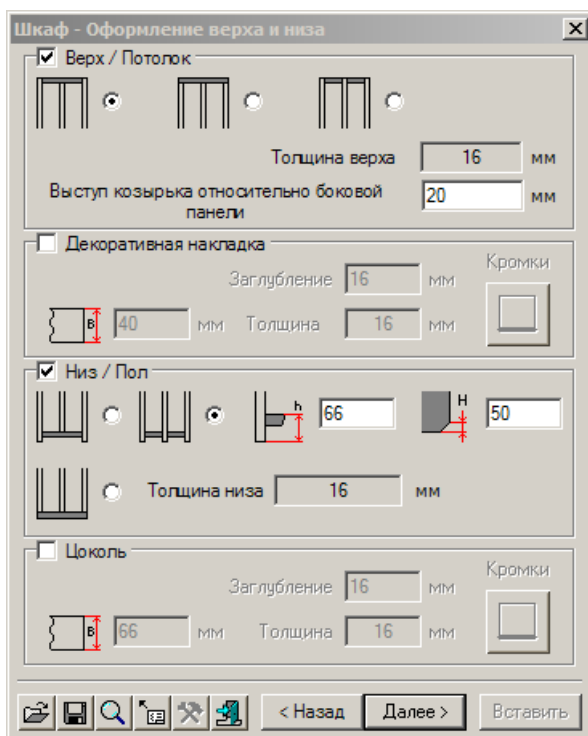 Шкаф - Оформление верха и низа
Верх / Потолок
Толщина верха 16 мм
Выступ козырька относительно боковой панели 20 мм
Декоративная накладка
Кромки
Заглубление 16 мм
B 40 мм Толщина 16 мм
Низ / Пол
h 66 H 50
Толщина низа 16 мм
Цоколь
Кромки
Заглубление 16 мм
B 66 мм Толщина 16 мм
< Назад Далее > Вставить